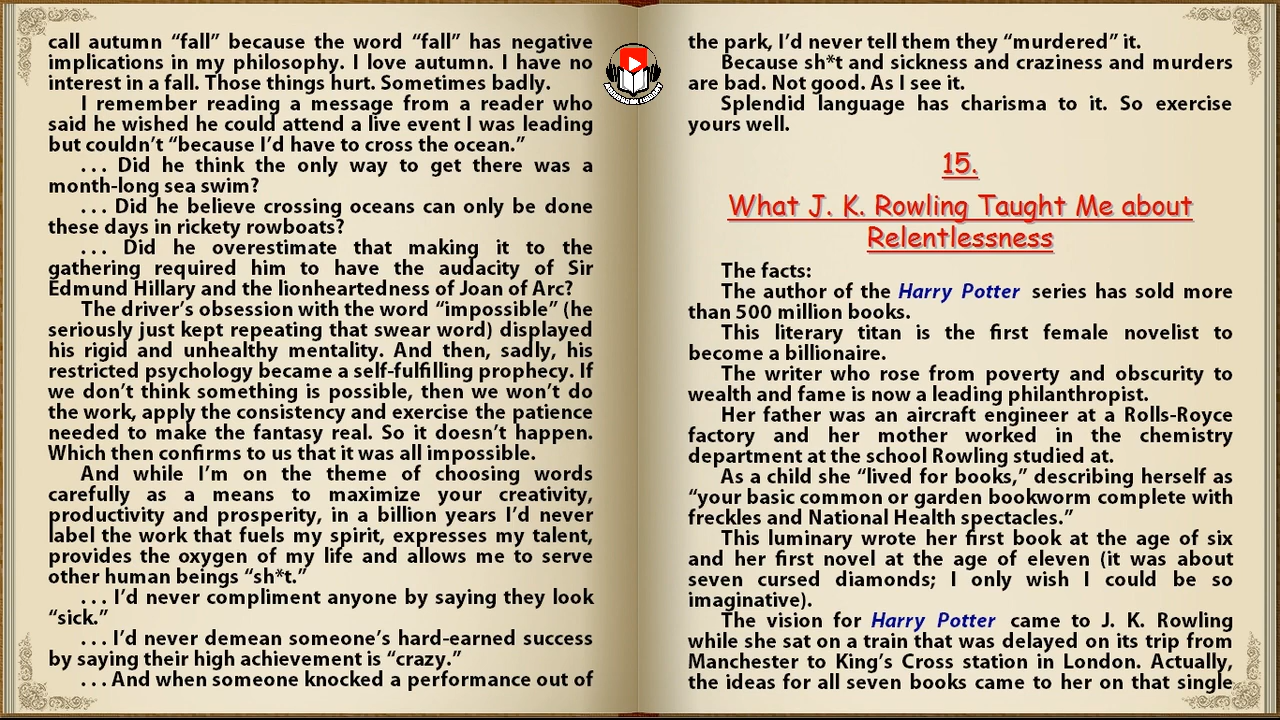 call autumn “fall” because the word “fall” has negative
implications in my philosophy. I love autumn. I have no
interest in a fall. Those things hurt. Sometimes badly.
I remember reading a message from a reader who
said he wished he could attend a live event I was leading
but couldn’t “because I’d have to cross the ocean.”
. . . Did he think the only way to get there was a
month-long sea swim?
. . . Did he believe crossing oceans can only be done
these days in rickety rowboats?
. . . Did he overestimate that making it to the
gathering required him to have the audacity of Sir
Edmund Hillary and the lionheartedness of Joan of Arc?
The driver’s obsession with the word “impossible” (he
seriously just kept repeating that swear word) displayed
his rigid and unhealthy mentality. And then, sadly, his
restricted psychology became a self-fulfilling prophecy. If
we don’t think something is possible, then we won’t do
the work, apply the consistency and exercise the patience
needed to make the fantasy real. So it doesn’t happen.
Which then confirms to us that it was all impossible.
And while I’m on the theme of choosing words
carefully as a means to maximize your creativity,
productivity and prosperity, in a billion years I’d never
label the work that fuels my spirit, expresses my talent,
provides the oxygen of my life and allows me to serve
other human beings “sh*t.”
. . . I’d never compliment anyone by saying they look
“sick.”
. . . I’d never demean someone’s hard-earned success
by saying their high achievement is “crazy.”
. . . And when someone knocked a performance out of
the park, I’d never tell them they “murdered” it.
Because sh*t and sickness and craziness and murders
are bad. Not good. As I see it.
Splendid language has charisma to it. So exercise
yours well.
15.
What J. K. Rowling Taught Me about
Relentlessness
The facts:
The author of the Harry Potter series has sold more
than 500 million books.
This literary titan is the first female novelist to
become a billionaire.
The writer who rose from poverty and obscurity to
wealth and fame is now a leading philanthropist.
Her father was an aircraft engineer at a Rolls-Royce
factory and her mother worked in the chemistry
department at the school Rowling studied at.
As a child she “lived for books,” describing herself as
“your basic common or garden bookworm complete with
freckles and National Health spectacles.”
This luminary wrote her first book at the age of six
and her first novel at the age of eleven (it was about
seven cursed diamonds; I only wish I could be so
imaginative).
The vision for Harry Potter came to J. K. Rowling
while she sat on a train that was delayed on its trip from
Manchester to King’s Cross station in London. Actually,
the ideas for all seven books came to her on that single